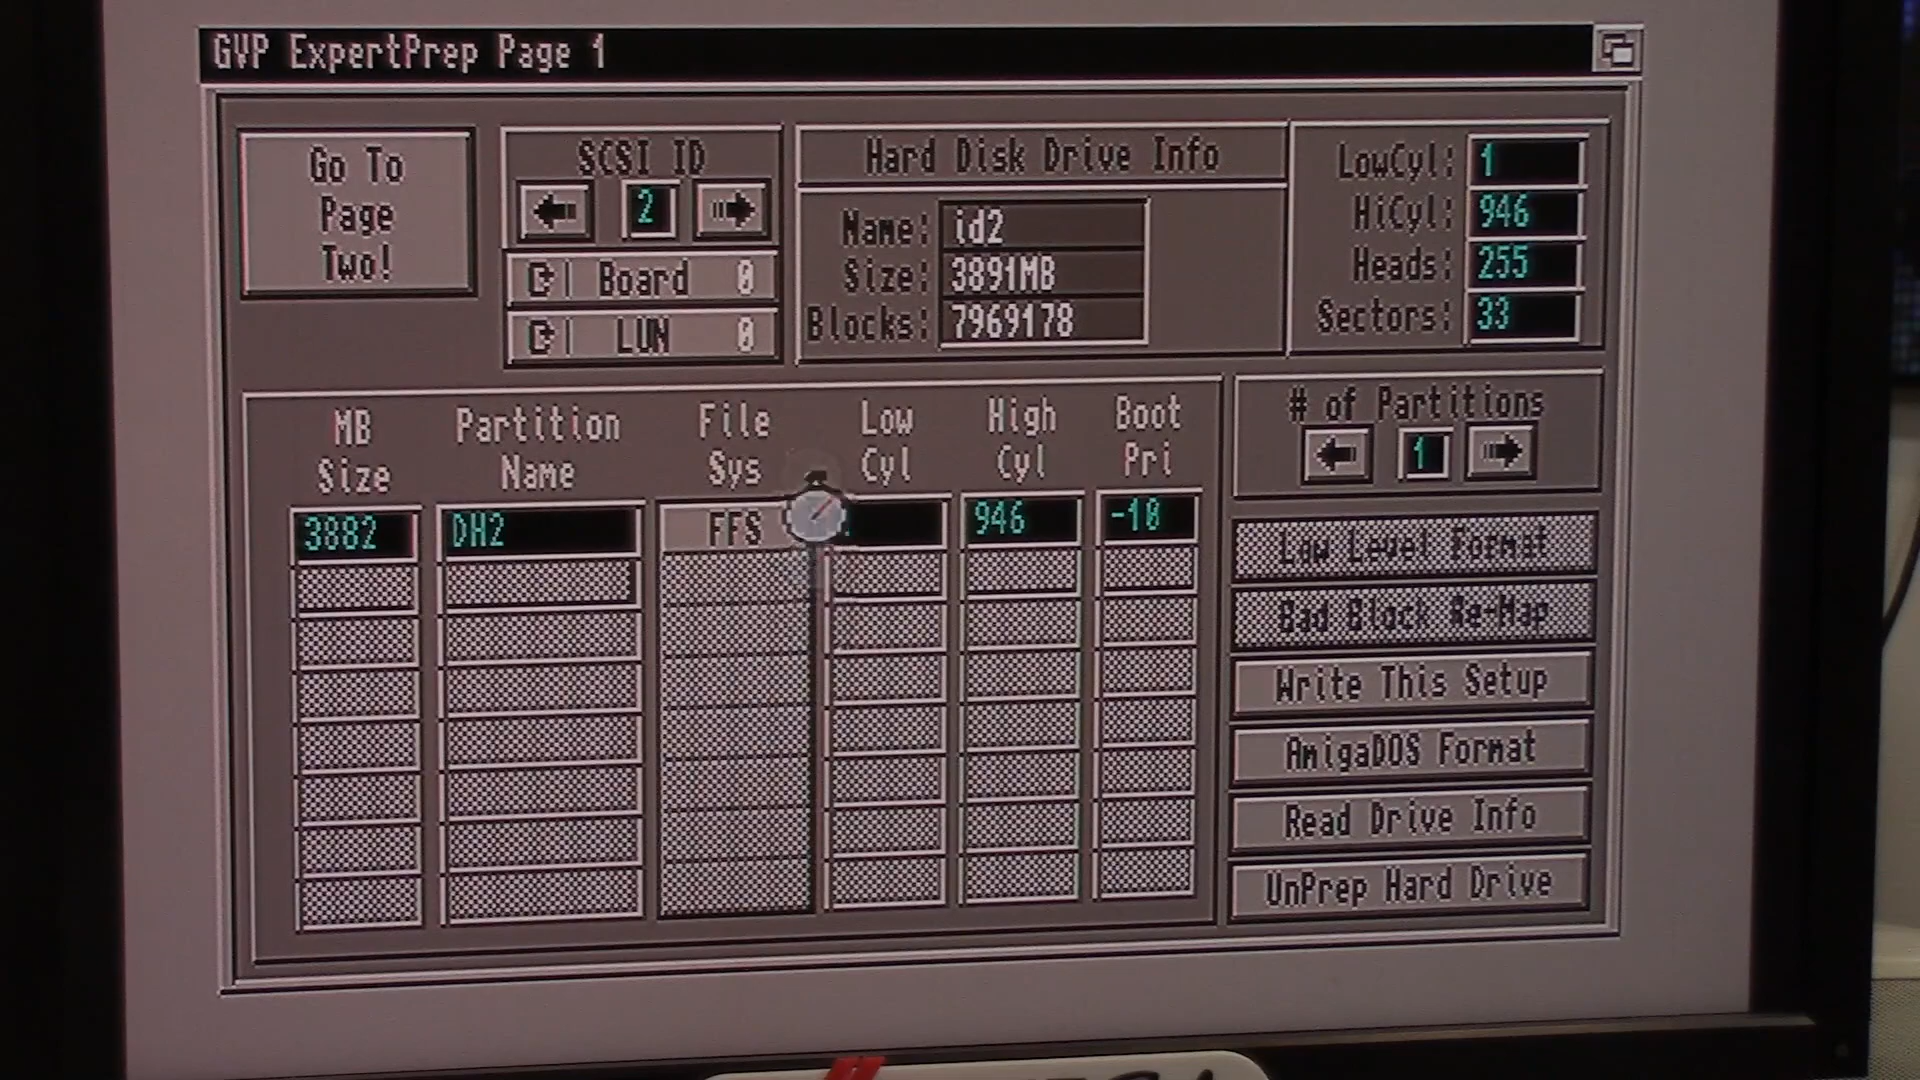 GVP ExpertPrep Page 1
Go To
Page
Two!
SCSI ID
2
Board 0
LUN 0
Hard Disk Drive Info
Name: id2
Size: 3891MB
Blocks: 7969178
LowCyl: 1
HiCyl: 946
Heads: 255
Sectors: 33
MB Size
Partition Name
File Sys
Low Cyl
High Cyl
Boot Pri
3882 DH2 FFS 946 -10
# of Partitions
1
Low Level Format
Bad Block Re-Map
Write This Setup
AmigaDOS Format
Read Drive Info
UnPrep Hard Drive